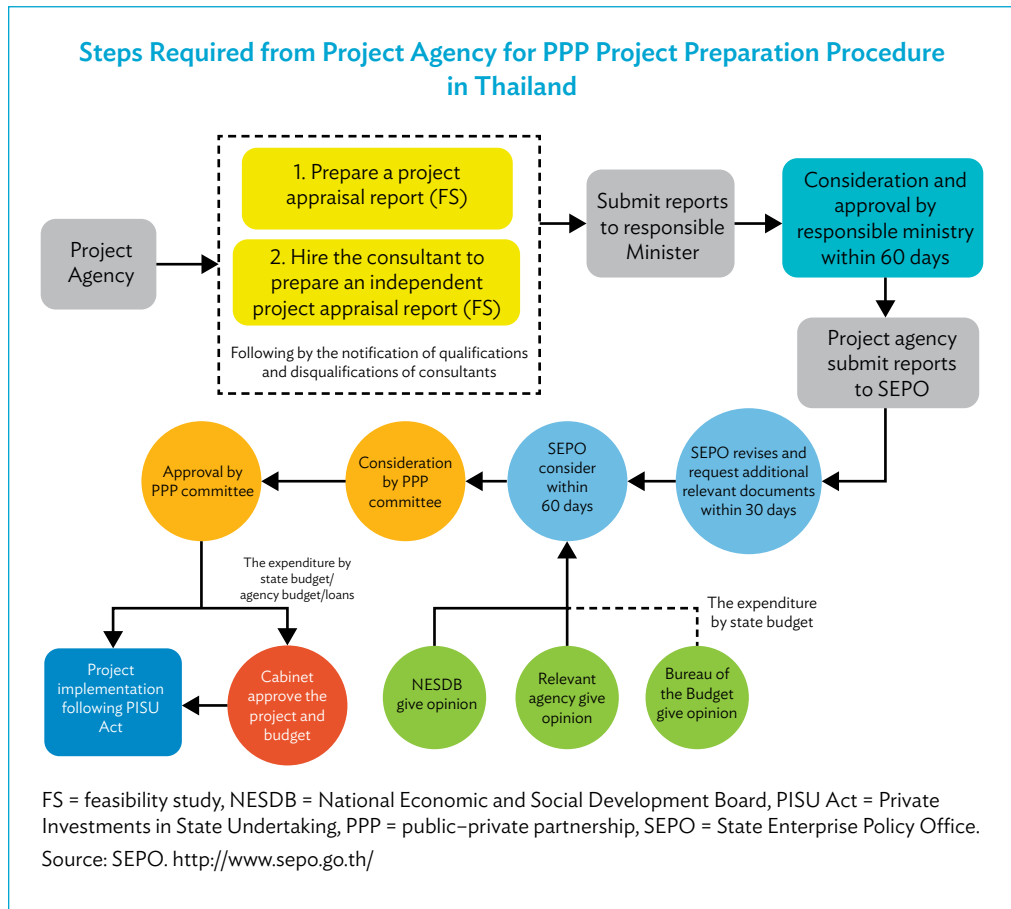 Steps Required from Project Agency for PPP Project Preparation Procedure
in Thailand
Project
Agency
1. Prepare a project
appraisal report (FS)
2. Hire the consultant to
prepare an independent
project appraisal report (FS)
Following by the notification of qualifications
and disqualifications of consultants
Submit reports
to responsible
Minister
Consideration and
approval by
responsible ministry
within 60 days
Project agency
submit reports
to SEPO
SEPO revises and
request additional
relevant documents
within 30 days
SEPO
consider
within
60 days
Consideration
by PPP
committee
Approval by
PPP committee
The expenditure by
state budget/
agency budget/loans
The expenditure
by state budget
Project
implementation
following PISU
Act
Cabinet
approve the
project and
budget
NESDB
give opinion
Relevant
agency give
opinion
Bureau of
the Budget
give opinion
FS = feasibility study, NESDB = National Economic and Social Development Board, PISU Act = Private
Investments in State Undertaking, PPP = public–private partnership, SEPO = State Enterprise Policy Office.
Source: SEPO. http://www.sepo.go.th/